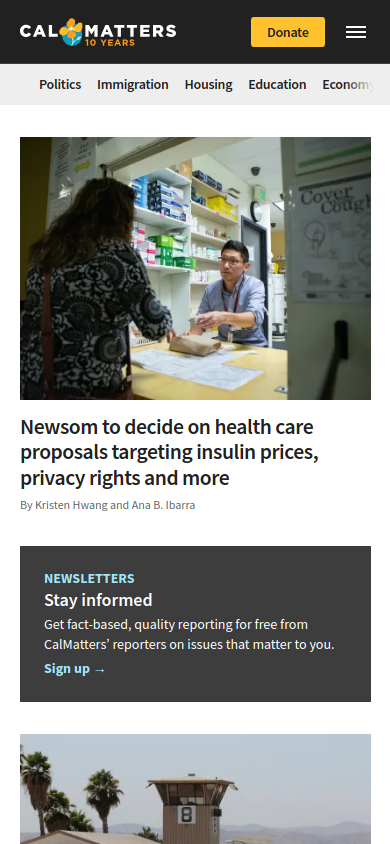 CALMATTERS
10 YEARS
Donate
Politics Immigration Housing Education Economy
Cover
Cough
Newsom to decide on health care
proposals targeting insulin prices,
privacy rights and more
By Kristen Hwang and Ana B. Ibarra
NEWSLETTERS
Stay informed
Get fact-based, quality reporting for free from
CalMatters’ reporters on issues that matter to you.
Sign up →
8